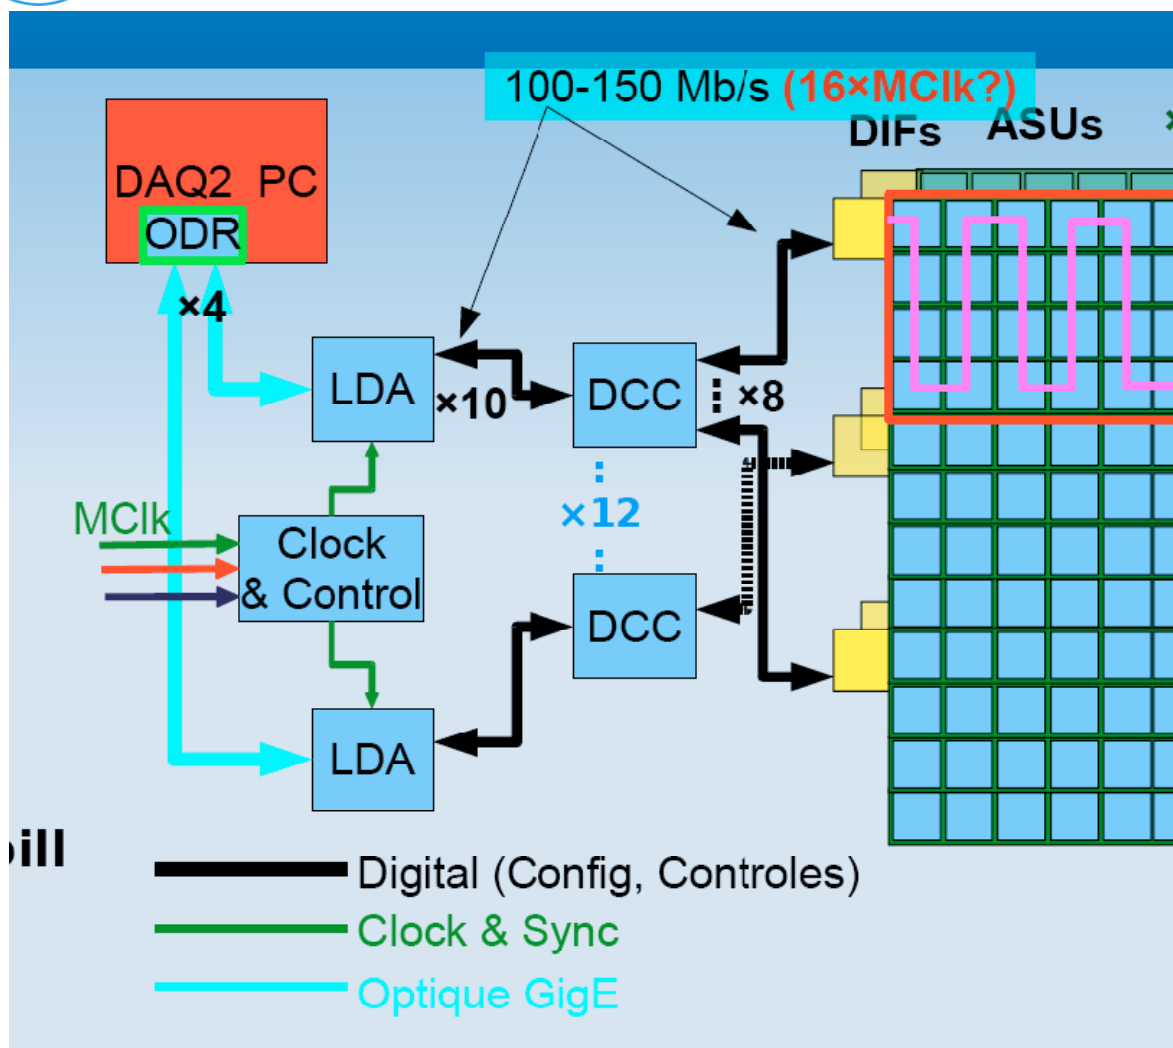 100-150 Mb/s (16×MClk?)
DIFs
ASUs
DAQ2 PC
ODR
×4
LDA
×10
DCC
×8
MClk
Clock
& Control
×12
DCC
LDA
Digital (Config, Controles)
Clock & Sync
Optique GigE